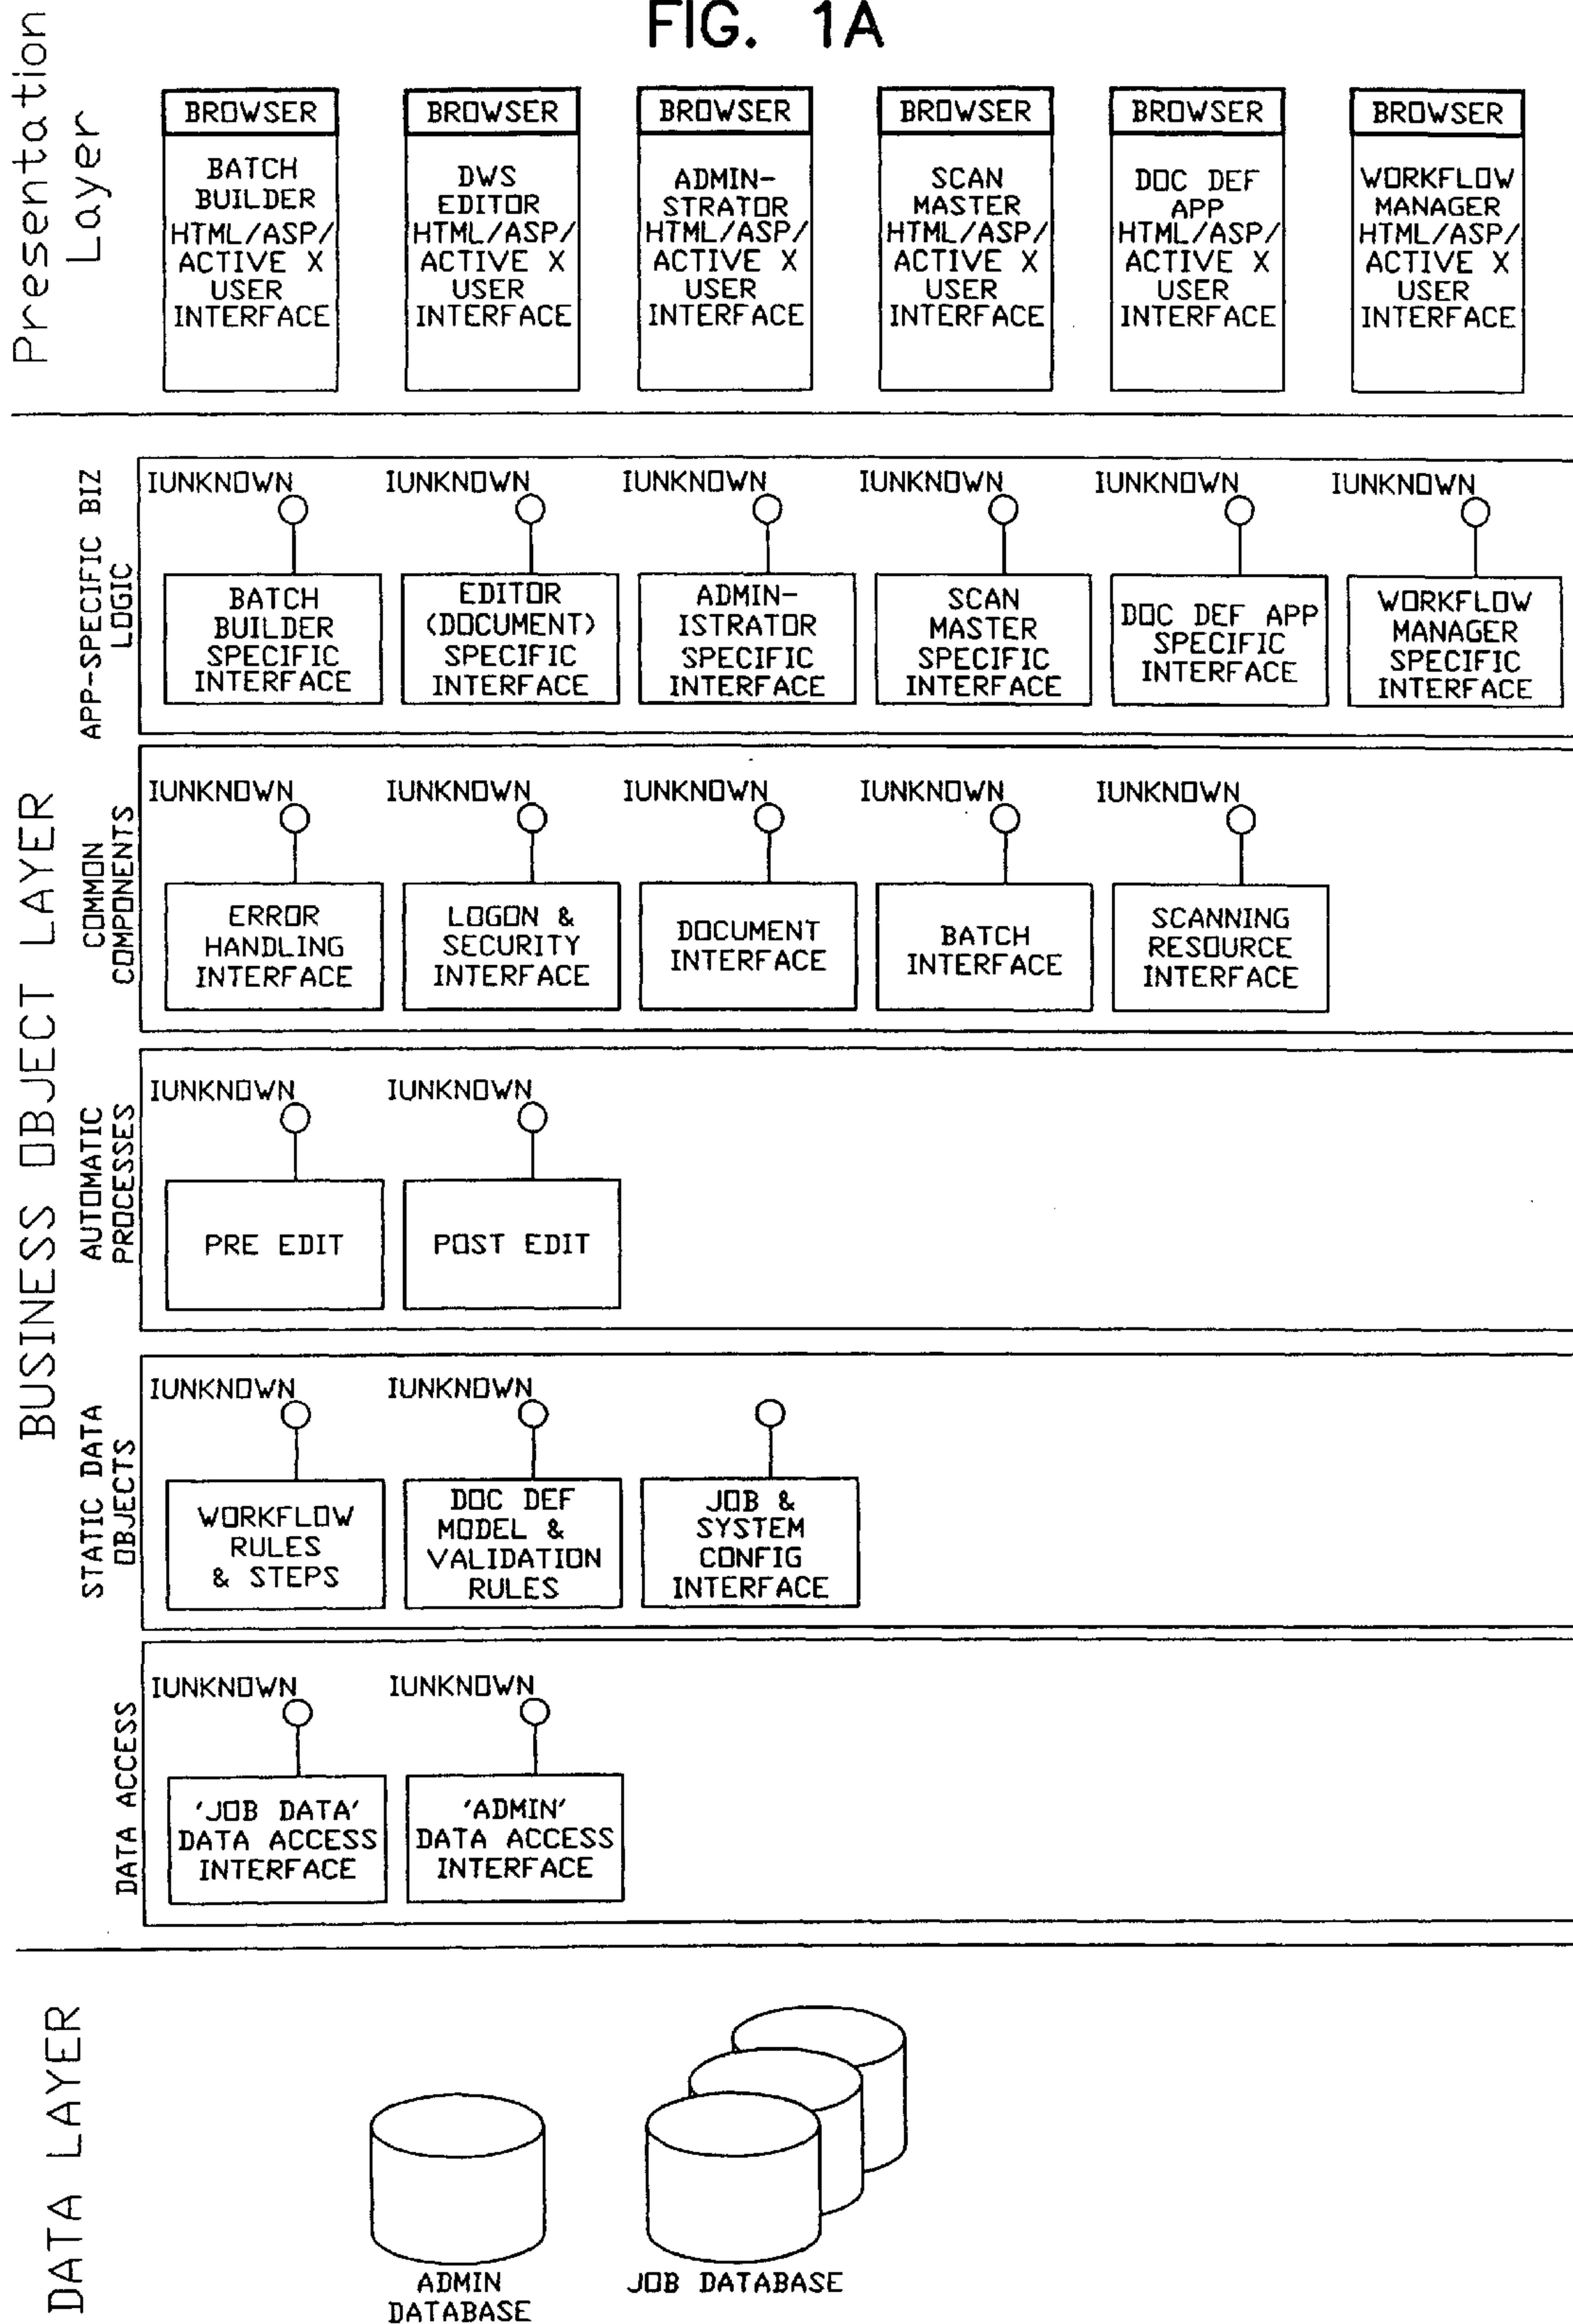 FIG. 1A
Presentation
Layer
BROWSER
BATCH
BUILDER
HTML/ASP/
ACTIVE X
USER
INTERFACE
BROWSER
DWS
EDITOR
HTML/ASP/
ACTIVE X
USER
INTERFACE
BROWSER
ADMIN-
STRATOR
HTML/ASP/
ACTIVE X
USER
INTERFACE
BROWSER
SCAN
MASTER
HTML/ASP/
ACTIVE X
USER
INTERFACE
BROWSER
DOC DEF
APP
HTML/ASP/
ACTIVE X
USER
INTERFACE
BROWSER
WORKFLOW
MANAGER
HTML/ASP/
ACTIVE X
USER
INTERFACE
BUSINESS OBJECT LAYER
APP-SPECIFIC BIZ
LOGIC
IUNKNOWN
BATCH
BUILDER
SPECIFIC
INTERFACE
IUNKNOWN
EDITOR
(DOCUMENT)
SPECIFIC
INTERFACE
IUNKNOWN
ADMIN-
ISTRATOR
SPECIFIC
INTERFACE
IUNKNOWN
SCAN
MASTER
SPECIFIC
INTERFACE
IUNKNOWN
DOC DEF APP
SPECIFIC
INTERFACE
IUNKNOWN
WORKFLOW
MANAGER
SPECIFIC
INTERFACE
COMMON
COMPONENTS
IUNKNOWN
ERROR
HANDLING
INTERFACE
IUNKNOWN
LOGON &
SECURITY
INTERFACE
IUNKNOWN
DOCUMENT
INTERFACE
IUNKNOWN
BATCH
INTERFACE
IUNKNOWN
SCANNING
RESOURCE
INTERFACE
AUTOMATIC
PROCESSES
IUNKNOWN
PRE EDIT
IUNKNOWN
POST EDIT
STATIC DATA
OBJECTS
IUNKNOWN
WORKFLOW
RULES
& STEPS
IUNKNOWN
DOC DEF
MODEL &
VALIDATION
RULES
JOB &
SYSTEM
CONFIG
INTERFACE
DATA ACCESS
IUNKNOWN
'JOB DATA'
DATA ACCESS
INTERFACE
IUNKNOWN
'ADMIN'
DATA ACCESS
INTERFACE
DATA LAYER
ADMIN
DATABASE
JOB DATABASE